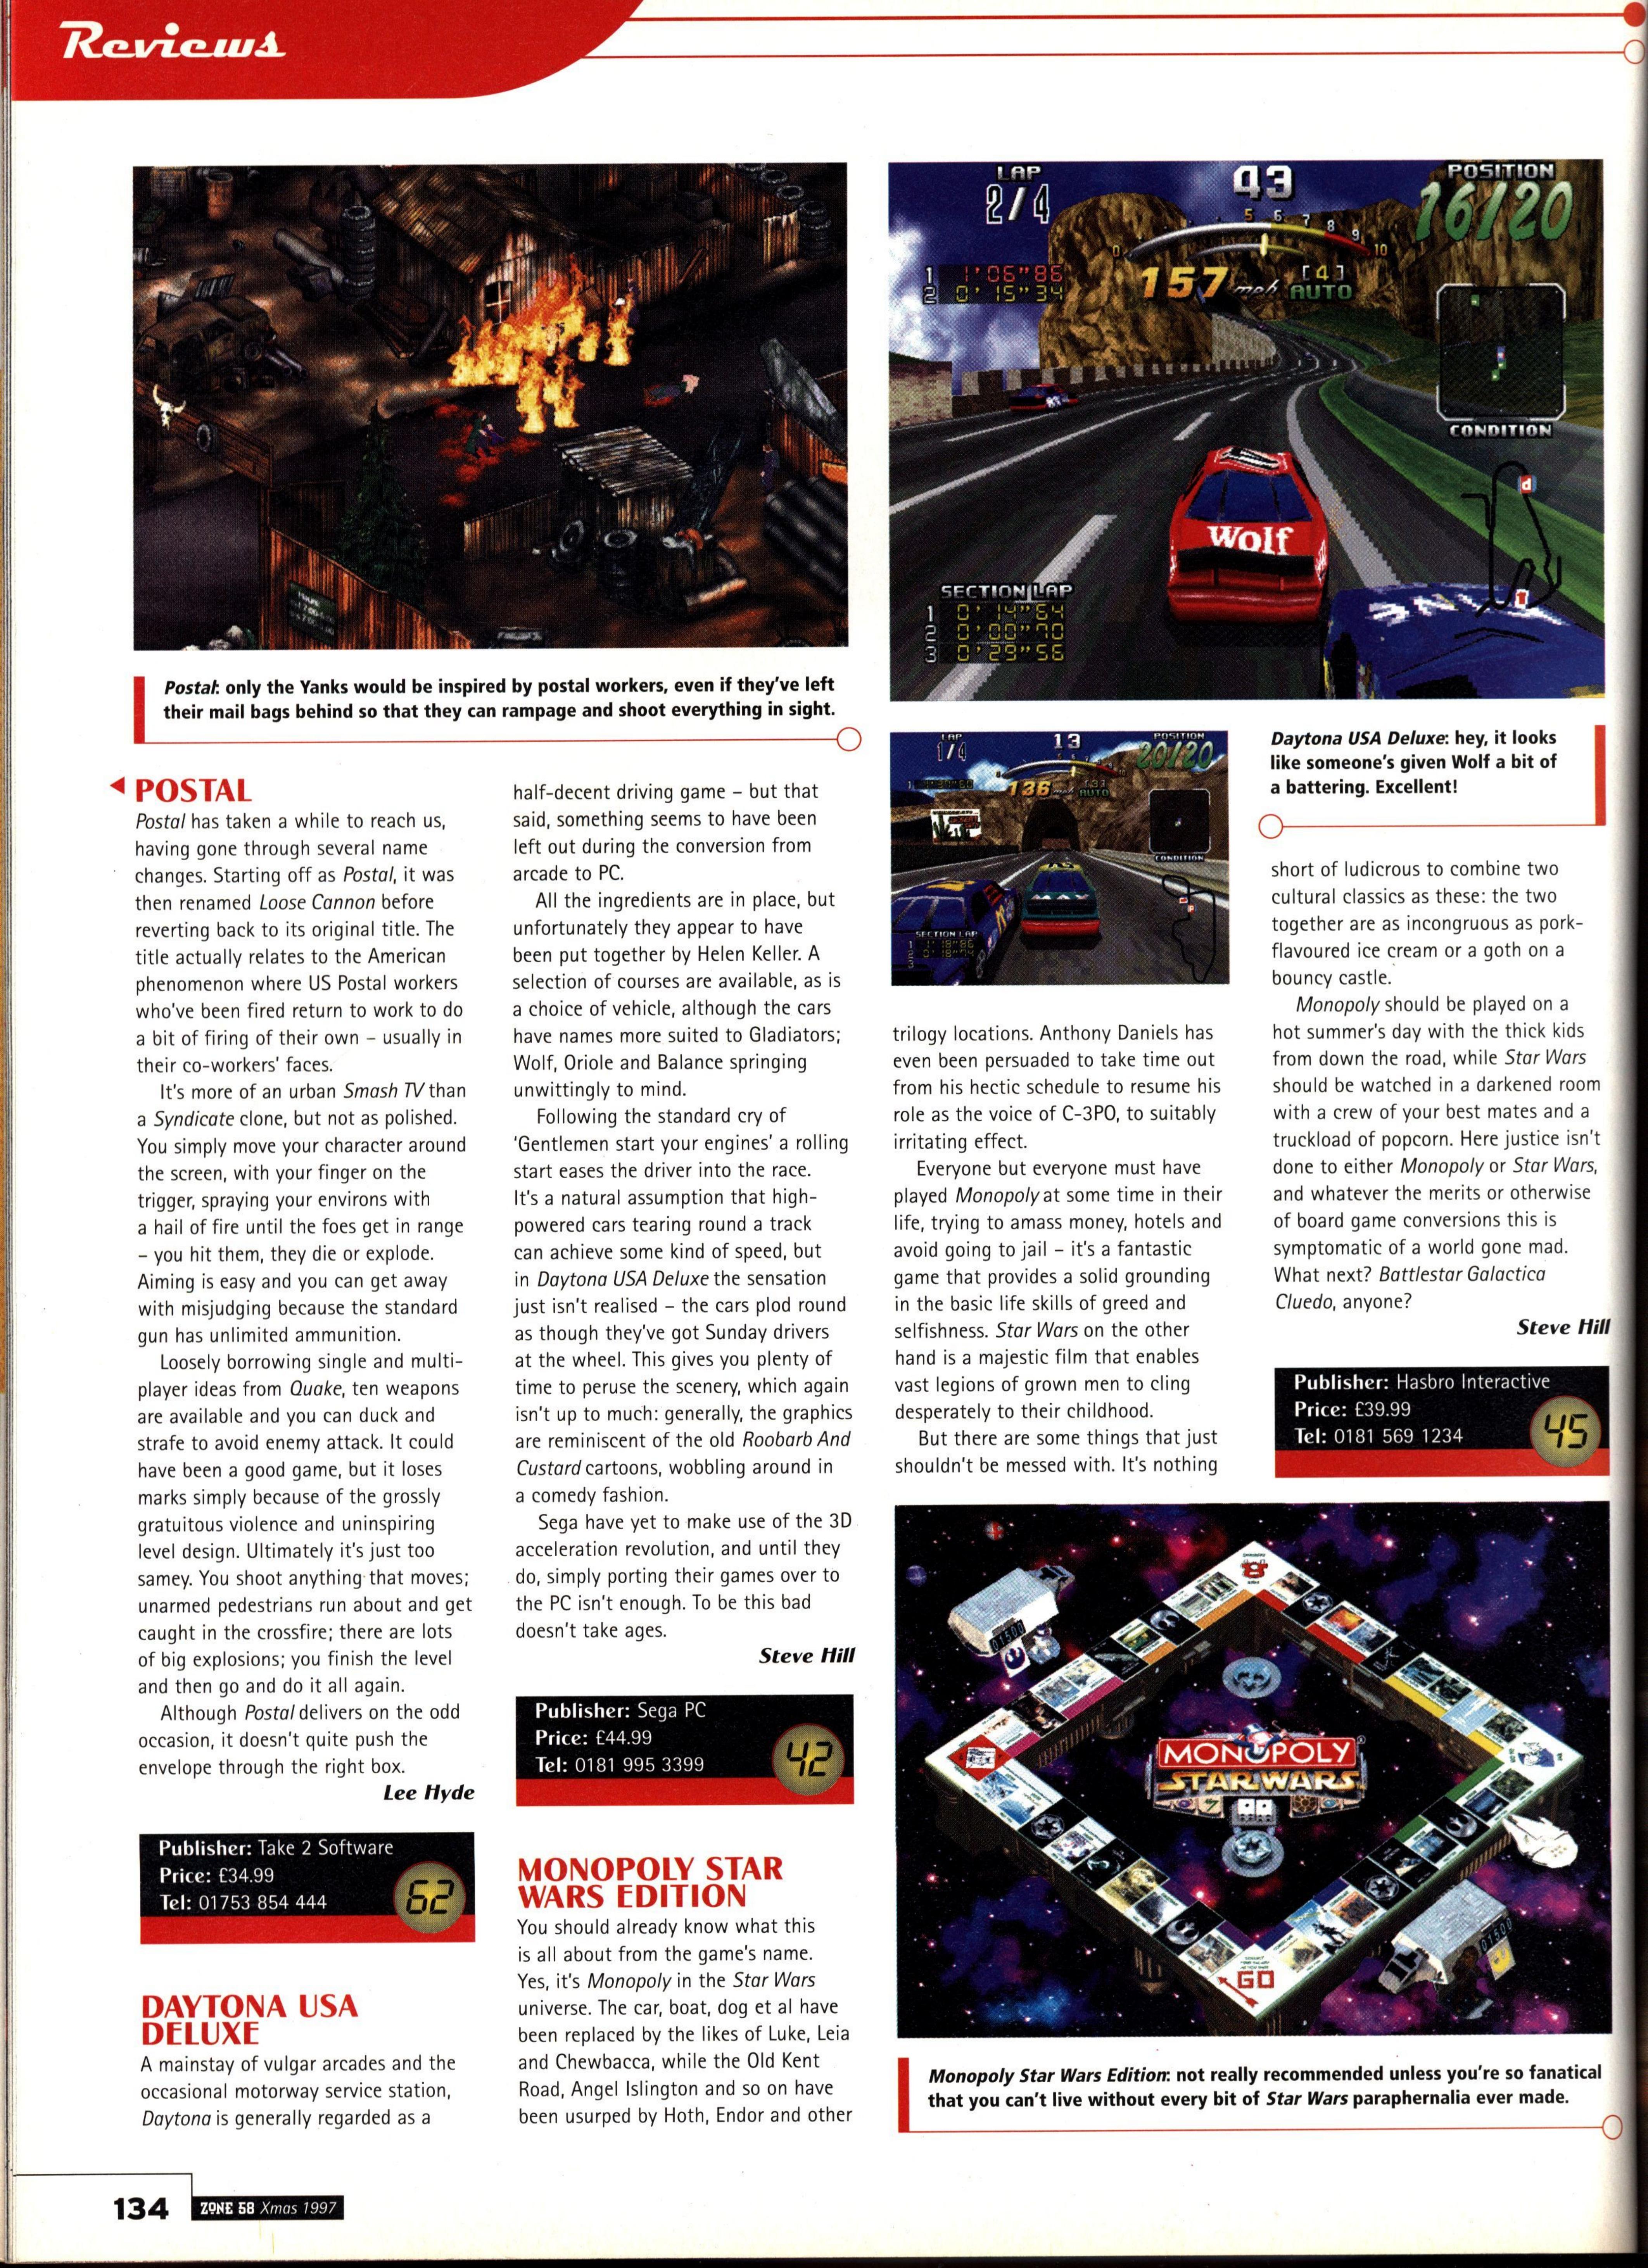 Reviews
LAP
2/4
43
POSITION
16/20
5 6 7 8 9 10
0
1 1'06"86
2 0'15"34
157 mph
[4]
AUTO
CONDITION
Wolf
SECTION LAP
1 0'14"64
2 0'00"70
3 0'29"56
Postal: only the Yanks would be inspired by postal workers, even if they've left
their mail bags behind so that they can rampage and shoot everything in sight.
LAP
1/4
13
POSITION
20/20
136 mph
AUTO
CONDITION
SECTION LAP
Daytona USA Deluxe: hey, it looks
like someone's given Wolf a bit of
a battering. Excellent!
POSTAL
Postal has taken a while to reach us,
having gone through several name
changes. Starting off as Postal, it was
then renamed Loose Cannon before
reverting back to its original title. The
title actually relates to the American
phenomenon where US Postal workers
who've been fired return to work to do
a bit of firing of their own – usually in
their co-workers' faces.
It's more of an urban Smash TV than
a Syndicate clone, but not as polished.
You simply move your character around
the screen, with your finger on the
trigger, spraying your environs with
a hail of fire until the foes get in range
– you hit them, they die or explode.
Aiming is easy and you can get away
with misjudging because the standard
gun has unlimited ammunition.
Loosely borrowing single and multi-
player ideas from Quake, ten weapons
are available and you can duck and
strafe to avoid enemy attack. It could
have been a good game, but it loses
marks simply because of the grossly
gratuitous violence and uninspiring
level design. Ultimately it's just too
samey. You shoot anything that moves;
unarmed pedestrians run about and get
caught in the crossfire; there are lots
of big explosions; you finish the level
and then go and do it all again.
Although Postal delivers on the odd
occasion, it doesn't quite push the
envelope through the right box.
Lee Hyde
Publisher: Take 2 Software
Price: £34.99
Tel: 01753 854 444
62
DAYTONA USA
DELUXE
A mainstay of vulgar arcades and the
occasional motorway service station,
Daytona is generally regarded as a
half-decent driving game – but that
said, something seems to have been
left out during the conversion from
arcade to PC.
All the ingredients are in place, but
unfortunately they appear to have
been put together by Helen Keller. A
selection of courses are available, as is
a choice of vehicle, although the cars
have names more suited to Gladiators;
Wolf, Oriole and Balance springing
unwittingly to mind.
Following the standard cry of
'Gentlemen start your engines' a rolling
start eases the driver into the race.
It's a natural assumption that high-
powered cars tearing round a track
can achieve some kind of speed, but
in Daytona USA Deluxe the sensation
just isn't realised – the cars plod round
as though they've got Sunday drivers
at the wheel. This gives you plenty of
time to peruse the scenery, which again
isn't up to much: generally, the graphics
are reminiscent of the old Roobarb And
Custard cartoons, wobbling around in
a comedy fashion.
Sega have yet to make use of the 3D
acceleration revolution, and until they
do, simply porting their games over to
the PC isn't enough. To be this bad
doesn't take ages.
Steve Hill
Publisher: Sega PC
Price: £44.99
Tel: 0181 995 3399
42
MONOPOLY STAR
WARS EDITION
You should already know what this
is all about from the game's name.
Yes, it's Monopoly in the Star Wars
universe. The car, boat, dog et al have
been replaced by the likes of Luke, Leia
and Chewbacca, while the Old Kent
Road, Angel Islington and so on have
been usurped by Hoth, Endor and other
trilogy locations. Anthony Daniels has
even been persuaded to take time out
from his hectic schedule to resume his
role as the voice of C-3PO, to suitably
irritating effect.
Everyone but everyone must have
played Monopoly at some time in their
life, trying to amass money, hotels and
avoid going to jail – it's a fantastic
game that provides a solid grounding
in the basic life skills of greed and
selfishness. Star Wars on the other
hand is a majestic film that enables
vast legions of grown men to cling
desperately to their childhood.
But there are some things that just
shouldn't be messed with. It's nothing
short of ludicrous to combine two
cultural classics as these: the two
together are as incongruous as pork-
flavoured ice cream or a goth on a
bouncy castle.
Monopoly should be played on a
hot summer's day with the thick kids
from down the road, while Star Wars
should be watched in a darkened room
with a crew of your best mates and a
truckload of popcorn. Here justice isn't
done to either Monopoly or Star Wars,
and whatever the merits or otherwise
of board game conversions this is
symptomatic of a world gone mad.
What next? Battlestar Galactica
Cluedo, anyone?
Steve Hill
Publisher: Hasbro Interactive
Price: £39.99
Tel: 0181 569 1234
45
01500
MONOPOLY
STAR WARS
01500
GO
Monopoly Star Wars Edition: not really recommended unless you're so fanatical
that you can't live without every bit of Star Wars paraphernalia ever made.
134
ZONE 58 Xmas 1997